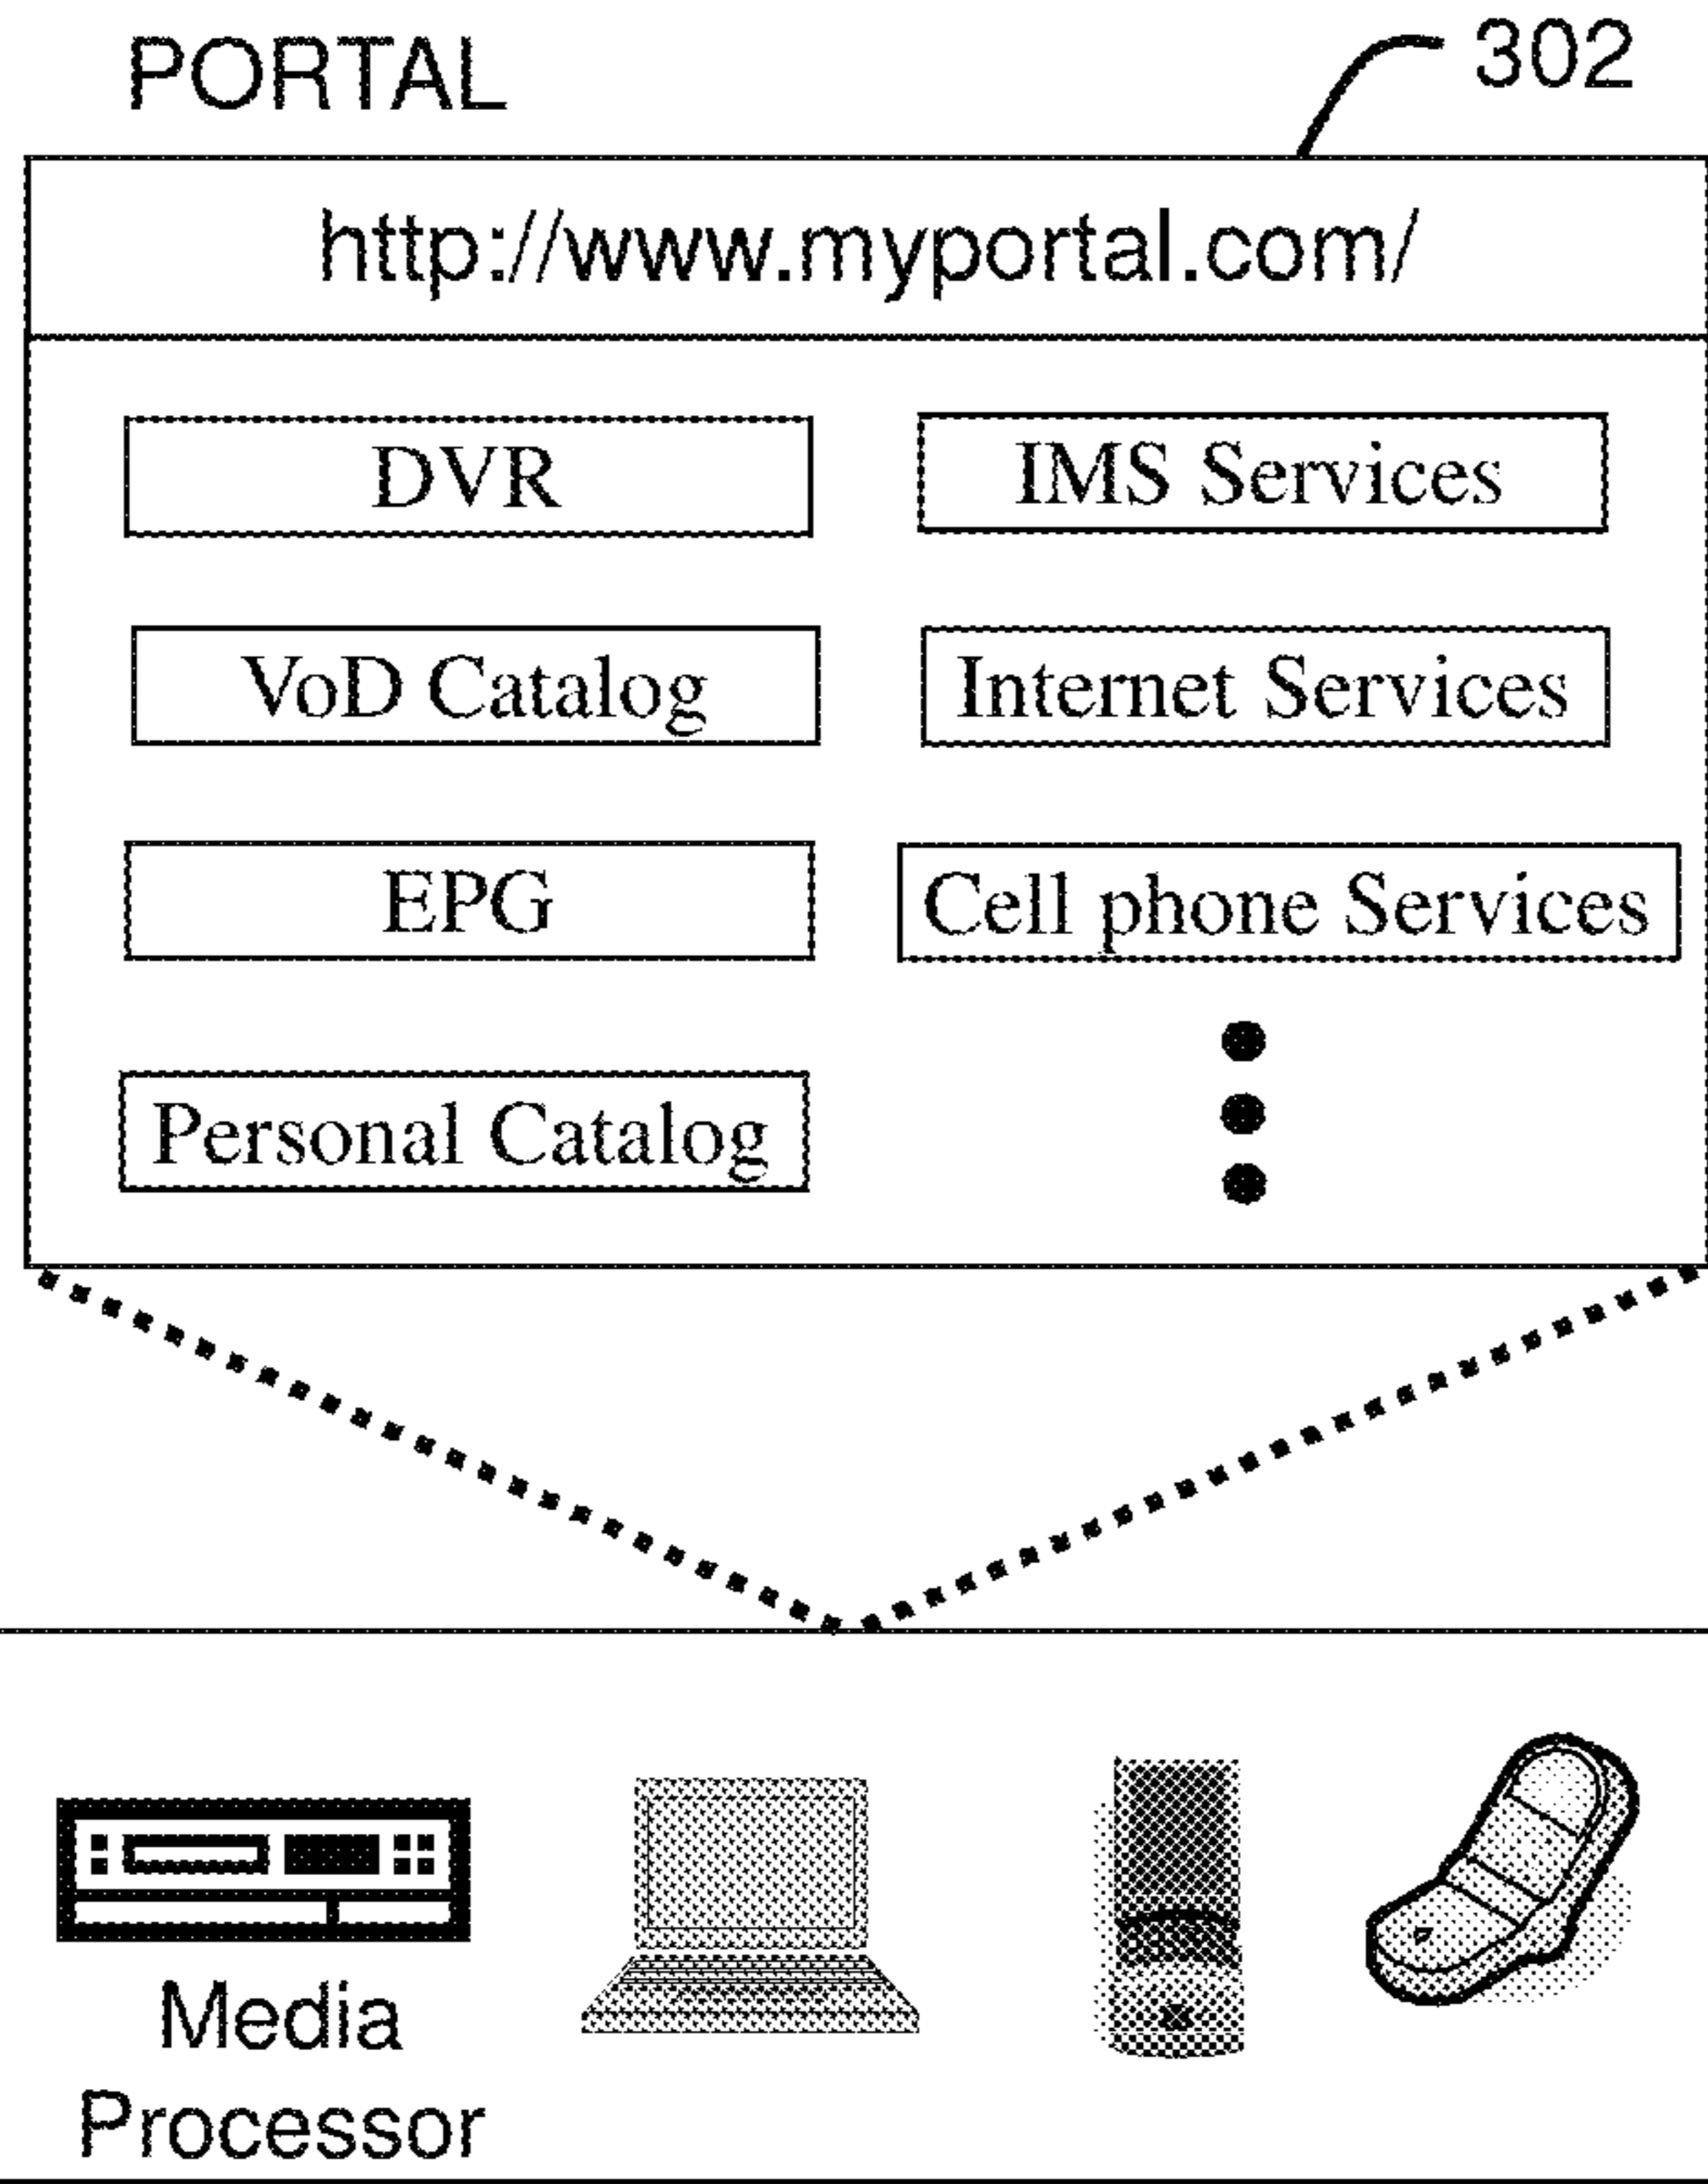 PORTAL
302
http://www.myportal.com/
DVR
IMS Services
VoD Catalog
Internet Services
EPG
Cell phone Services
Personal Catalog
Media
Processor